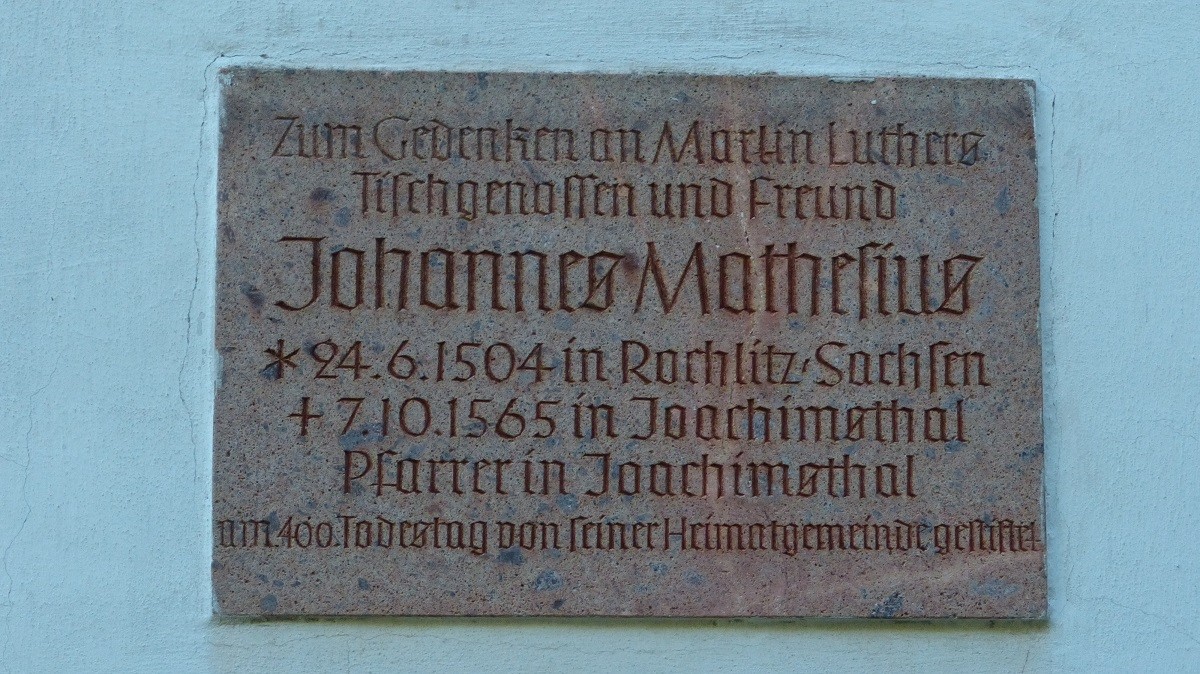 Zum Gedenken an Martin Luthers
Tiſchgenoſſen und Freund
Johannes Matheſius
* 24.6.1504 in Rochlitz, Sachſen
+ 7.10.1565 in Joachimsthal
Pfarrer in Joachimsthal
am 400. Todestag von ſeiner Heimatgemeinde geſtiftet